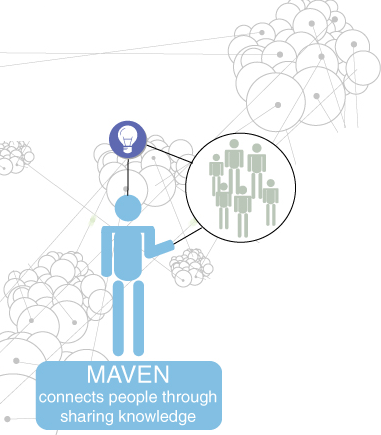 MAVEN
connects people through
sharing knowledge